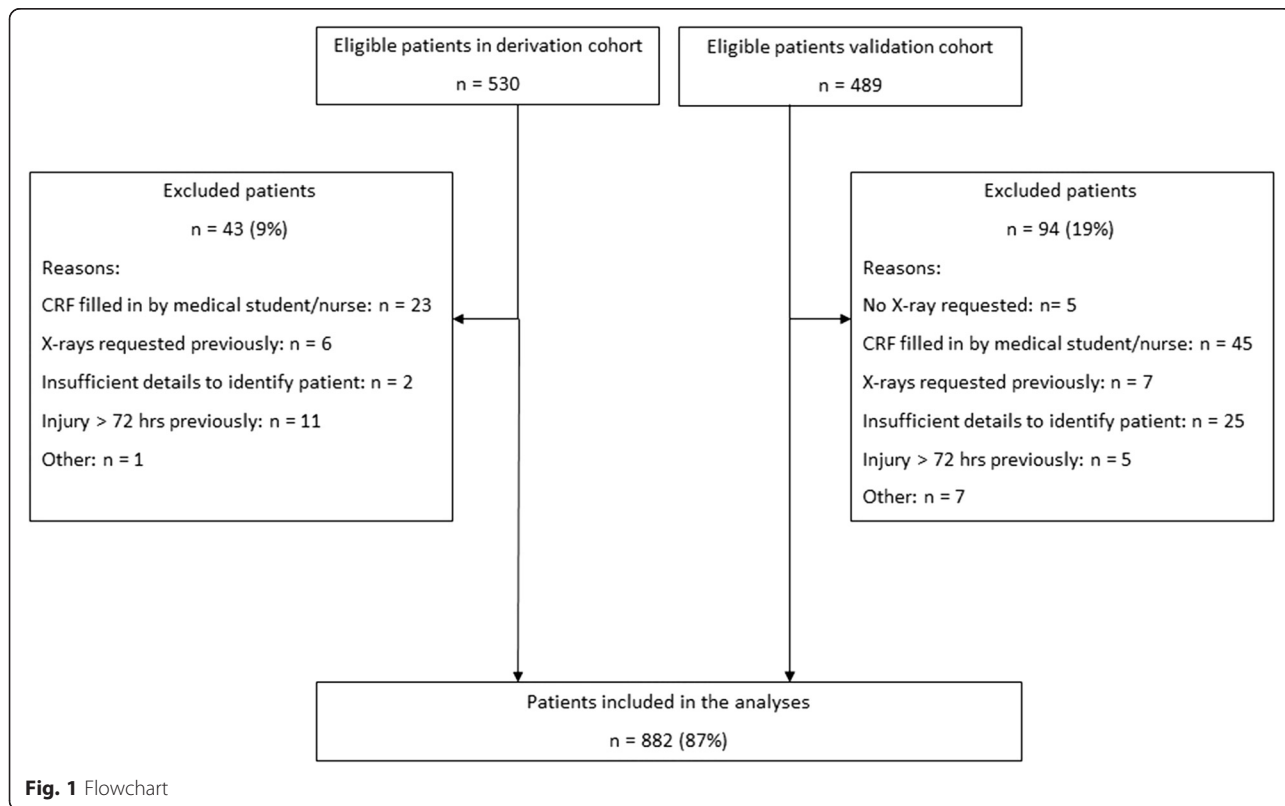 Eligible patients in derivation cohort
n = 530
Eligible patients validation cohort
n = 489
Excluded patients
n = 43 (9%)
Reasons:
CRF filled in by medical student/nurse: n = 23
X-rays requested previously: n = 6
Insufficient details to identify patient: n = 2
Injury > 72 hrs previously: n = 11
Other: n = 1
Excluded patients
n = 94 (19%)
Reasons:
No X-ray requested: n= 5
CRF filled in by medical student/nurse: n = 45
X-rays requested previously: n = 7
Insufficient details to identify patient: n = 25
Injury > 72 hrs previously: n = 5
Other: n = 7
Patients included in the analyses
n = 882 (87%)
Fig. 1 Flowchart